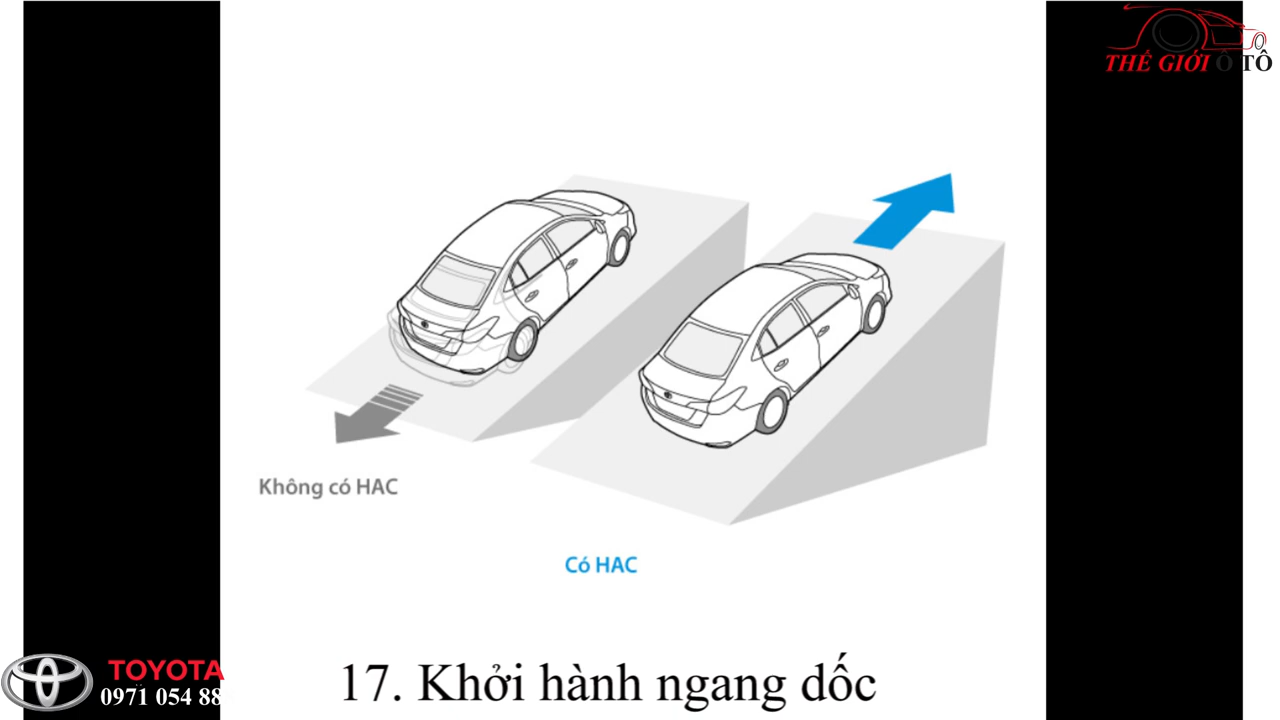 THẾ GIỚI Ô TÔ
Không có HAC
Có HAC
TOYOTA
0971 054 88
17. Khởi hành ngang dốc